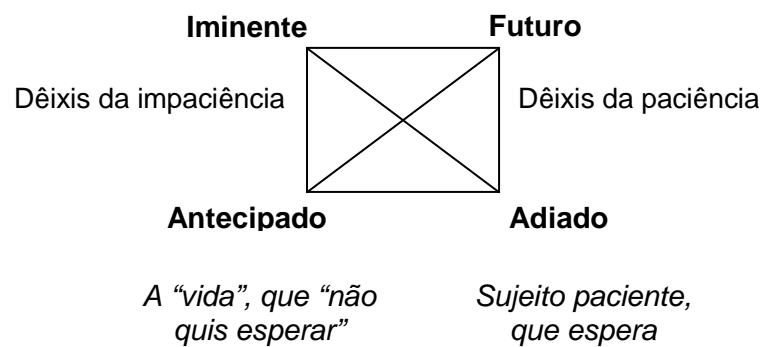 Iminente Futuro
Dêixis da impaciência Dêixis da paciência
Antecipado Adiado
A “vida”, que “não Sujeito paciente,
quis esperar” que espera